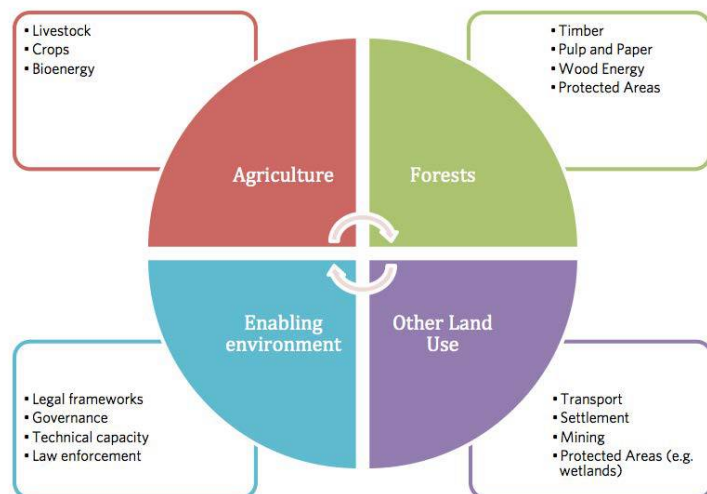 ▪ Livestock
▪ Crops
▪ Bioenergy
▪ Timber
▪ Pulp and Paper
▪ Wood Energy
▪ Protected Areas
Agriculture
Forests
Enabling
environment
Other Land
Use
▪ Legal frameworks
▪ Governance
▪ Technical capacity
▪ Law enforcement
▪ Transport
▪ Settlement
▪ Mining
▪ Protected Areas (e.g.
wetlands)